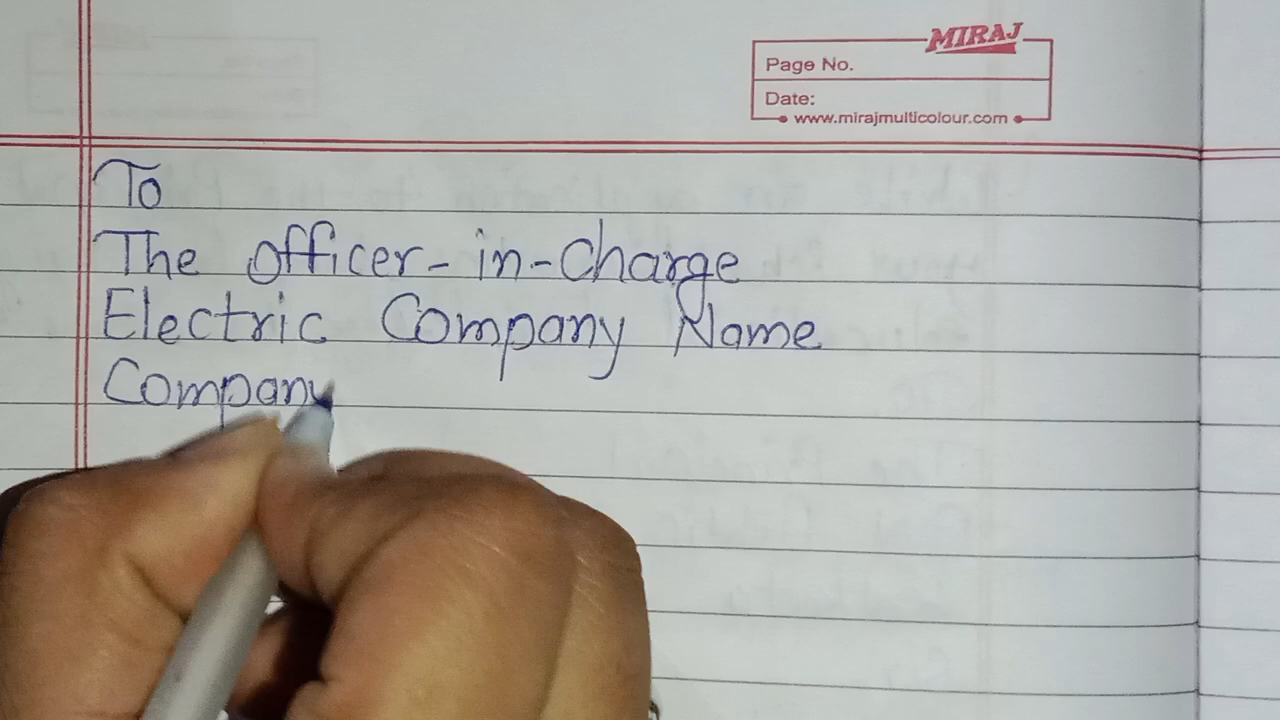 MIRAJ
Page No.
Date:
www.mirajmulticolour.com
To
The Officer-in-Charge
Electric Company Name
Company